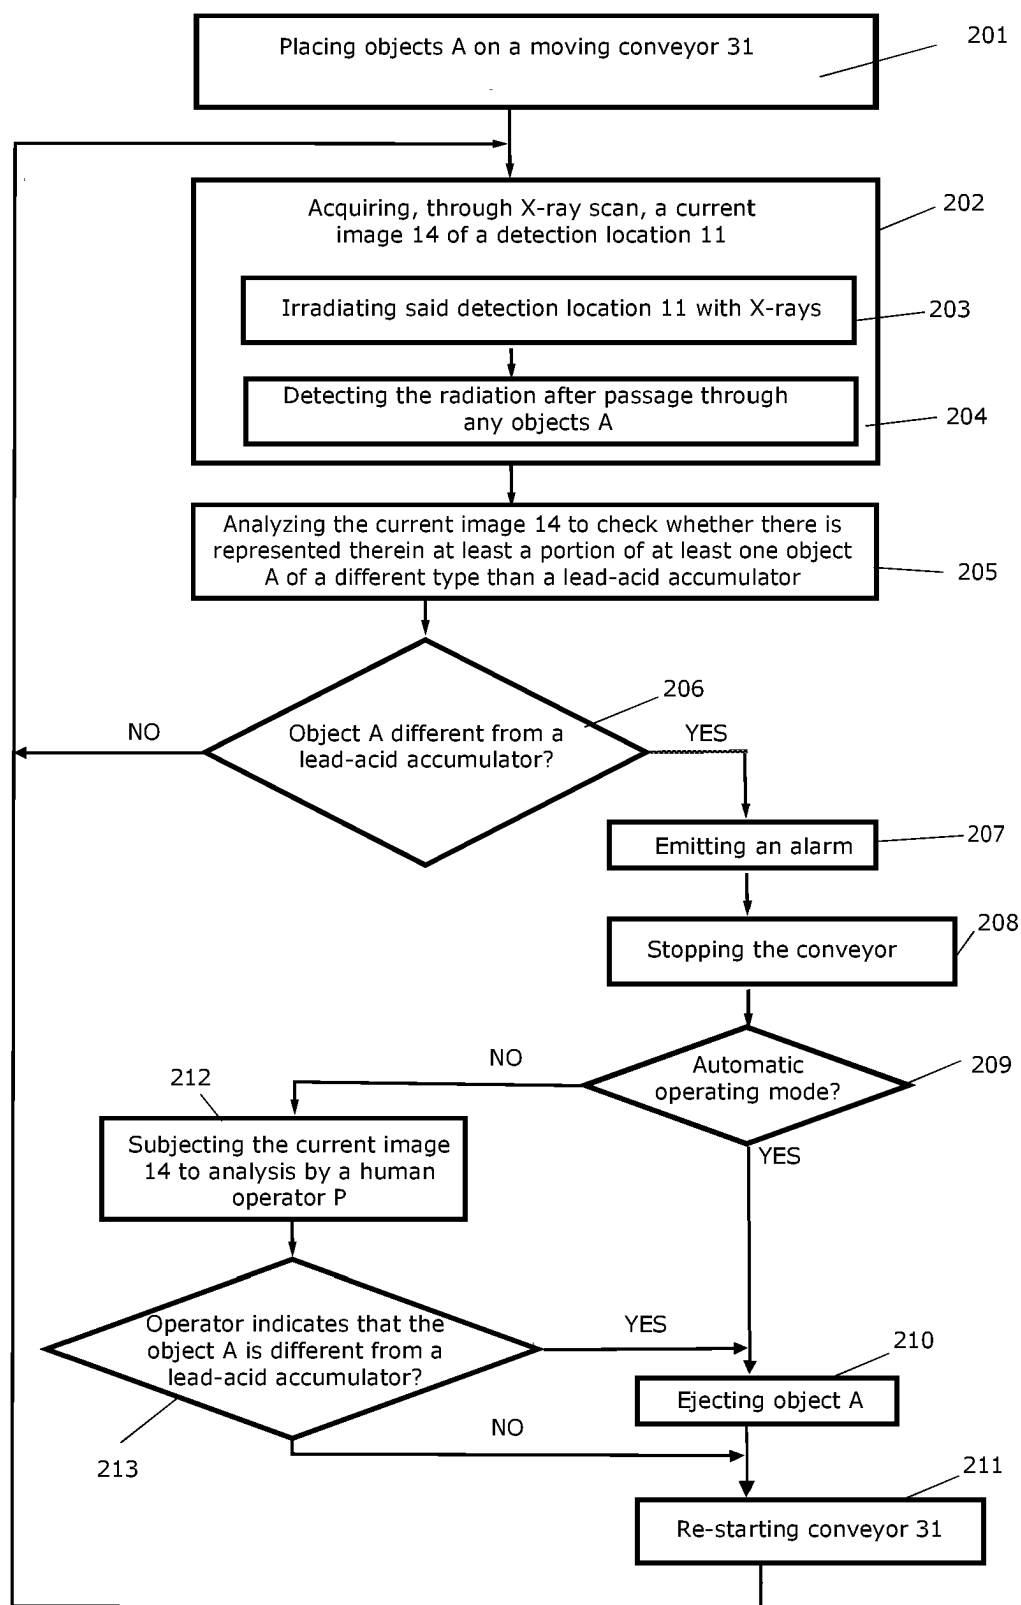 Placing objects A on a moving conveyor 31
201
Acquiring, through X-ray scan, a current
image 14 of a detection location 11
202
Irradiating said detection location 11 with X-rays
203
Detecting the radiation after passage through
any objects A
204
Analyzing the current image 14 to check whether there is
represented therein at least a portion of at least one object
A of a different type than a lead-acid accumulator
205
206
NO
YES
Object A different from a
lead-acid accumulator?
Emitting an alarm
207
Stopping the conveyor
208
NO
Automatic
operating mode?
209
YES
212
Subjecting the current image
14 to analysis by a human
operator P
Operator indicates that the
object A is different from a
lead-acid accumulator?
YES
213
210
Ejecting object A
NO
211
Re-starting conveyor 31